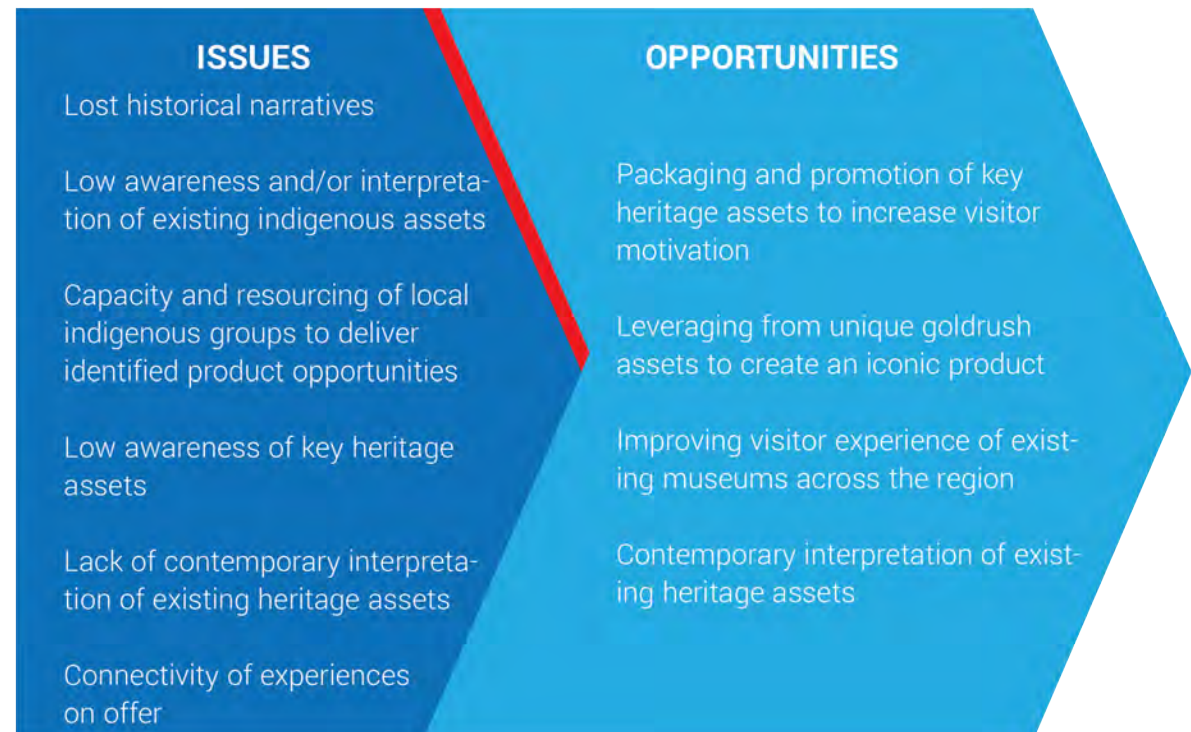 ISSUES
Lost historical narratives
Low awareness and/or interpreta-
tion of existing indigenous assets
Capacity and resourcing of local
indigenous groups to deliver
identified product opportunities
Low awareness of key heritage
assets
Lack of contemporary interpreta-
tion of existing heritage assets
Connectivity of experiences
on offer
OPPORTUNITIES
Packaging and promotion of key
heritage assets to increase visitor
motivation
Leveraging from unique goldrush
assets to create an iconic product
Improving visitor experience of exist-
ing museums across the region
Contemporary interpretation of exist-
ing heritage assets